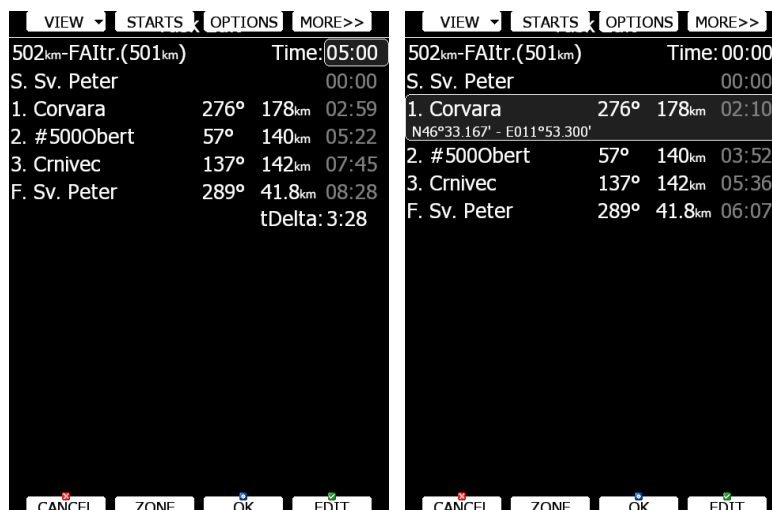 VIEW STARTS OPTIONS MORE>>
502km-FAItr.(501km) Time: 05:00
S. Sv. Peter 00:00
1. Corvara 276° 178km 02:59
2. #500Obert 57° 140km 05:22
3. Crnivec 137° 142km 07:45
F. Sv. Peter 289° 41.8km 08:28
tDelta: 3:28
CANCEL ZONE OK EDIT
VIEW STARTS OPTIONS MORE>>
502km-FAItr.(501km) Time: 00:00
S. Sv. Peter 00:00
1. Corvara 276° 178km 02:10
N46°33.167' - E011°53.300'
2. #500Obert 57° 140km 03:52
3. Crnivec 137° 142km 05:36
F. Sv. Peter 289° 41.8km 06:07
CANCEL ZONE OK EDIT